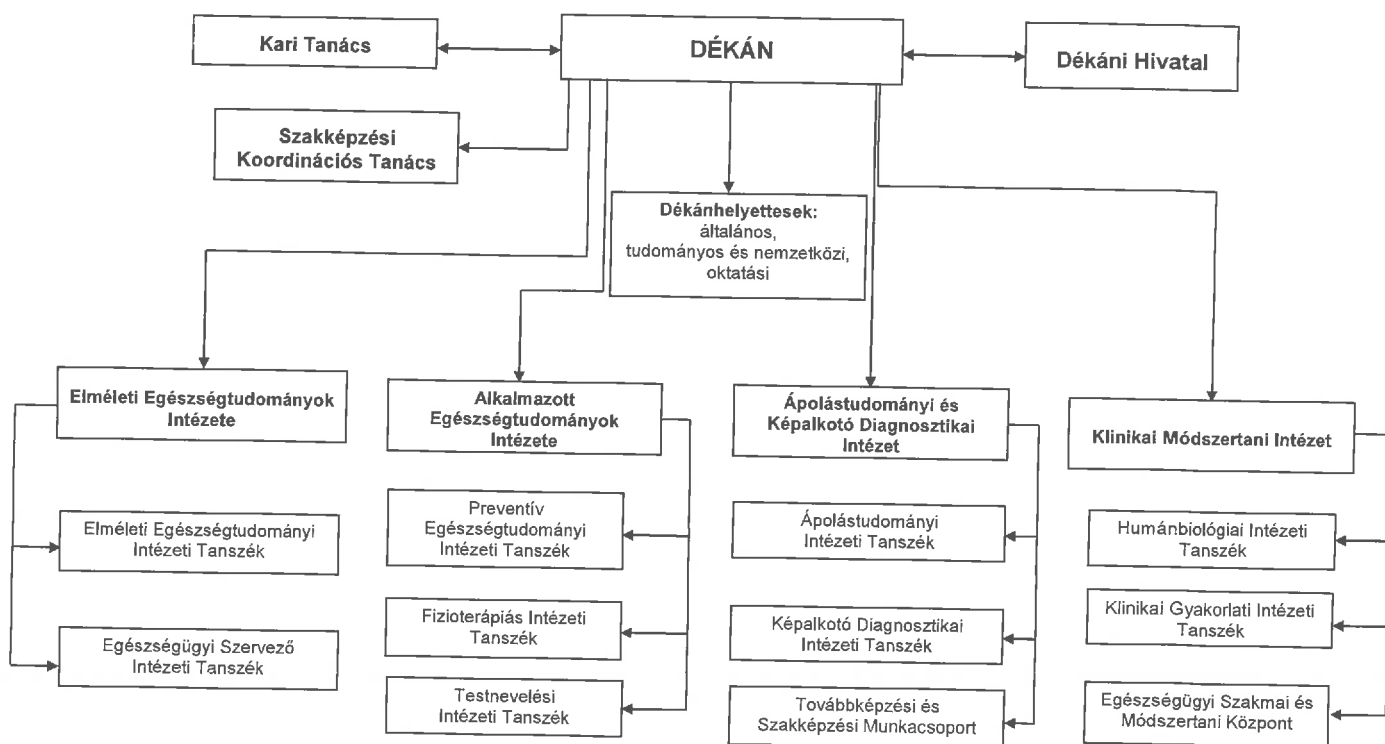 Kari Tanács
DÉKÁN
Dékáni Hivatal
Szakképzési
Koordinációs Tanács
Dékánhelyettesek:
általános,
tudományos és nemzetközi,
oktatási
Elméleti Egészségtudományok
Intézete
Alkalmazott
Egészségtudományok
Intézete
Ápolástudományi és
Képalkotó Diagnosztikai
Intézet
Klinikai Módszertani Intézet
Elméleti Egészségtudományi
Intézeti Tanszék
Preventív
Egészségtudományi
Intézeti Tanszék
Ápolástudományi
Intézeti Tanszék
Humánbiológiai Intézeti
Tanszék
Egészségügyi Szervező
Intézeti Tanszék
Fizioterápiás Intézeti
Tanszék
Képalkotó Diagnosztikai
Intézeti Tanszék
Klinikai Gyakorlati Intézeti
Tanszék
Testnevelési
Intézeti Tanszék
Továbbképzési és
Szakképzési Munkacsoport
Egészségügyi Szakmai és
Módszertani Központ